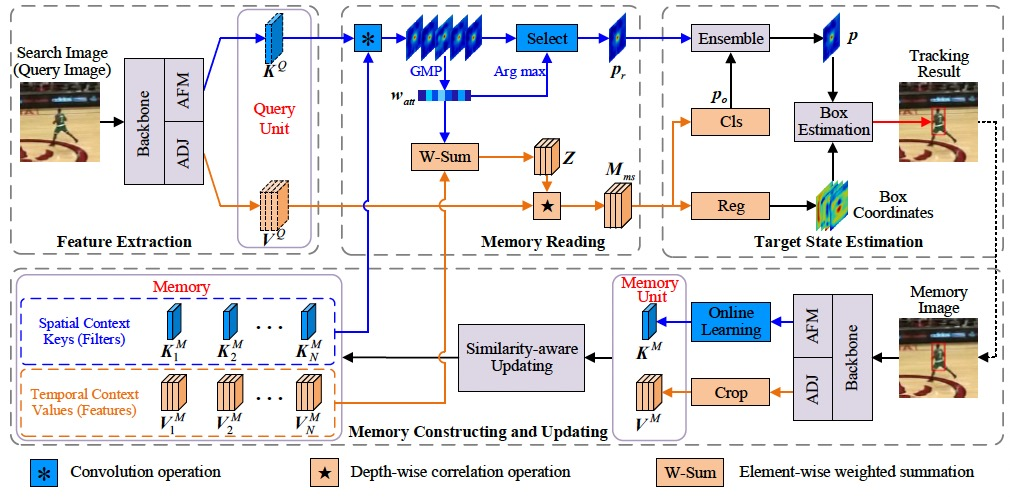 Search Image
(Query Image)
Backbone
AFM
ADJ
K^Q
Query
Unit
V^Q
Feature Extraction
*
GMP
w_att
Arg max
Select
p_r
W-Sum
Z
★
M_ms
Memory Reading
Ensemble
p
p_o
Cls
Reg
Box
Estimation
Box
Coordinates
Tracking
Result
Target State Estimation
Memory
Spatial Context
Keys (Filters)
K_1^M
K_2^M
· · ·
K_N^M
Temporal Context
Values (Features)
V_1^M
V_2^M
· · ·
V_N^M
Similarity-aware
Updating
Memory
Unit
K^M
V^M
Online
Learning
Crop
AFM
ADJ
Backbone
Memory
Image
Memory Constructing and Updating
* Convolution operation
★ Depth-wise correlation operation
W-Sum Element-wise weighted summation